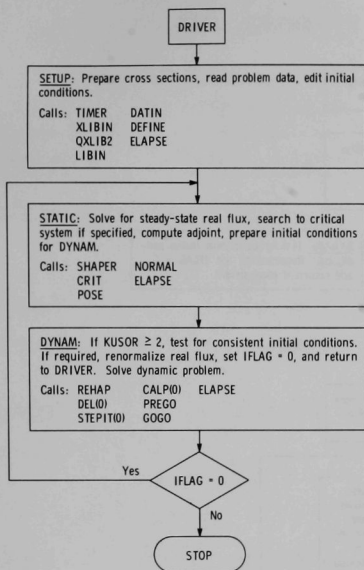 DRIVER
SETUP: Prepare cross sections, read problem data, edit initial
conditions.
Calls: TIMER DATIN
XLIBIN DEFINE
QXLIB2 ELAPSE
LIBIN
STATIC: Solve for steady-state real flux, search to critical
system if specified, compute adjoint, prepare initial conditions
for DYNAM.
Calls: SHAPER NORMAL
CRIT ELAPSE
POSE
DYNAM: If KUSOR ≥ 2, test for consistent initial conditions.
If required, renormalize real flux, set IFLAG = 0, and return
to DRIVER. Solve dynamic problem.
Calls: REHAP CALP(0) ELAPSE
DEL(0) PREGO
STEPIT(0) GOGO
Yes
IFLAG = 0
No
STOP